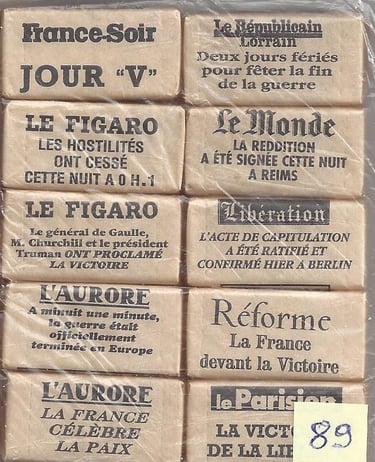 France-Soir
JOUR "V"
Le Républicain
Lorrain
Deux jours fériés
pour fêter la fin
de la guerre
LE FIGARO
LES HOSTILITÉS
ONT CESSÉ
CETTE NUIT A 0 H.1
Le Monde
LA REDDITION
A ÉTÉ SIGNÉE CETTE NUIT
A REIMS
LE FIGARO
Le général de Gaulle,
M. Churchill et le président
Truman ONT PROCLAMÉ
LA VICTOIRE
Libération
L'ACTE DE CAPITULATION
A ÉTÉ RATIFIÉ ET
CONFIRMÉ HIER A BERLIN
L'AURORE
A minuit une minute,
la guerre était
officiellement
terminée en Europe
Réforme
La France
devant la Victoire
L'AURORE
LA FRANCE
CÉLÈBRE
LA PAIX
le Parisien
LA VICTO
DE LA LIB
89